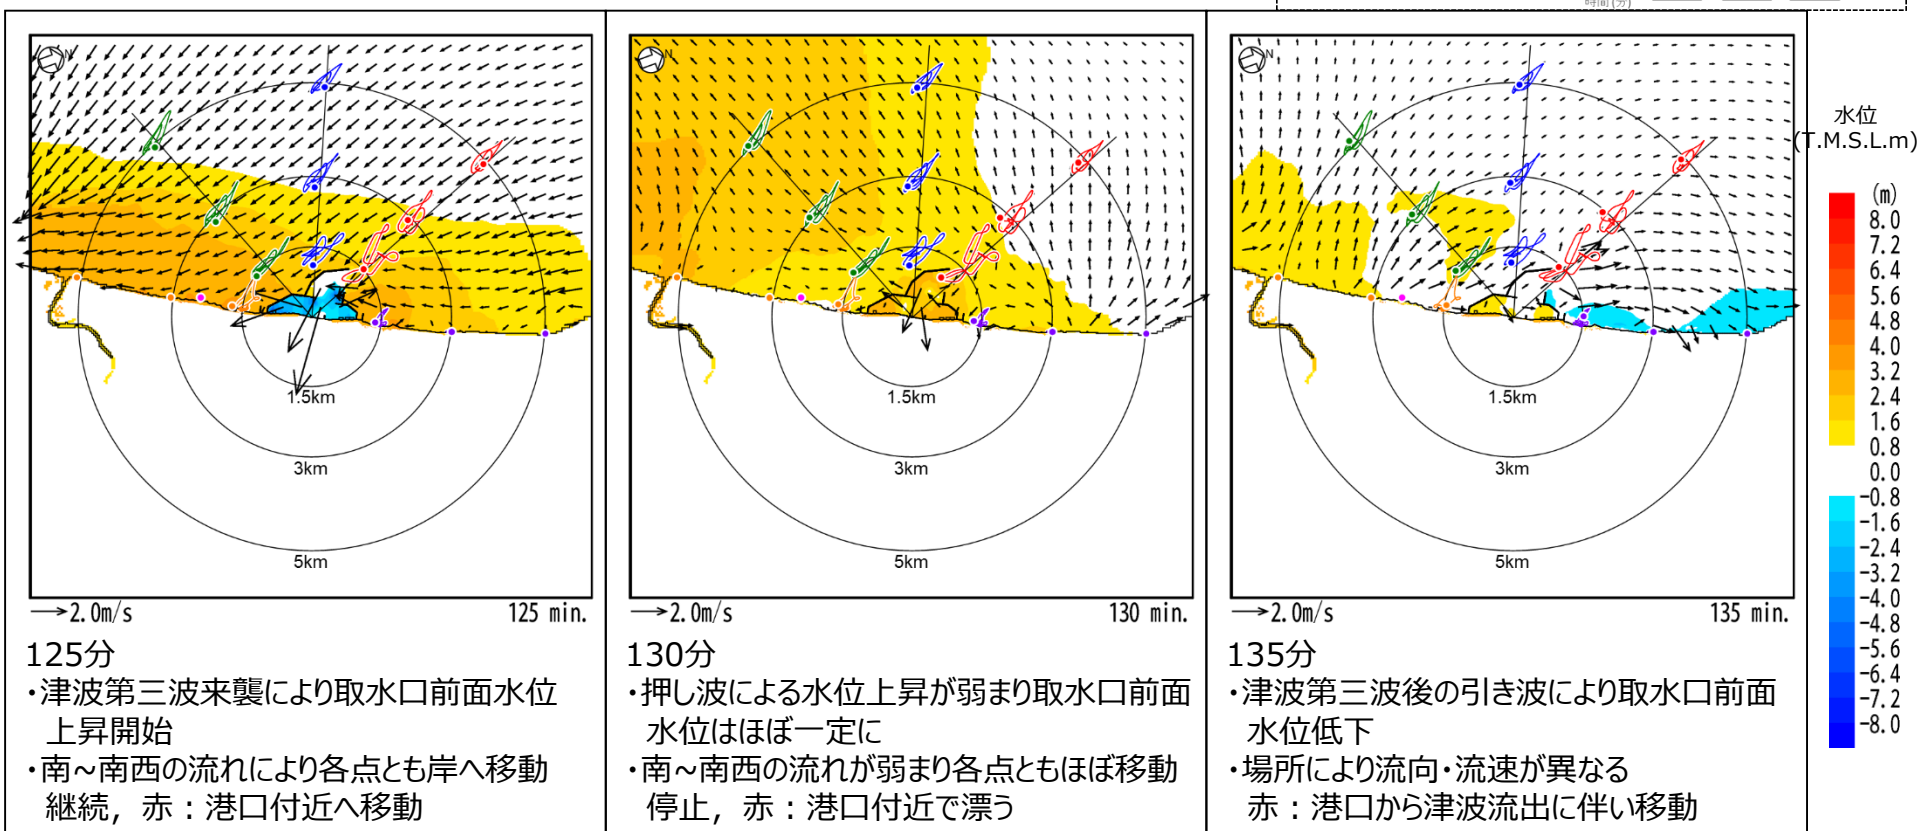 時間(分)
N
1.5km
3km
5km
2.0m/s
125 min.
125分
・津波第三波来襲により取水口前面水位
上昇開始
・南~南西の流れにより各点とも岸へ移動
継続，赤：港口付近へ移動
N
1.5km
3km
5km
2.0m/s
130 min.
130分
・押し波による水位上昇が弱まり取水口前面
水位はほぼ一定に
・南~南西の流れが弱まり各点ともほぼ移動
停止，赤：港口付近で漂う
N
1.5km
3km
5km
2.0m/s
135 min.
135分
・津波第三波後の引き波により取水口前面
水位低下
・場所により流向・流速が異なる
赤：港口から津波流出に伴い移動
水位
(T.M.S.L.m)
(m)
8.0
7.2
6.4
5.6
4.8
4.0
3.2
2.4
1.6
0.8
0.0
-0.8
-1.6
-2.4
-3.2
-4.0
-4.8
-5.6
-6.4
-7.2
-8.0